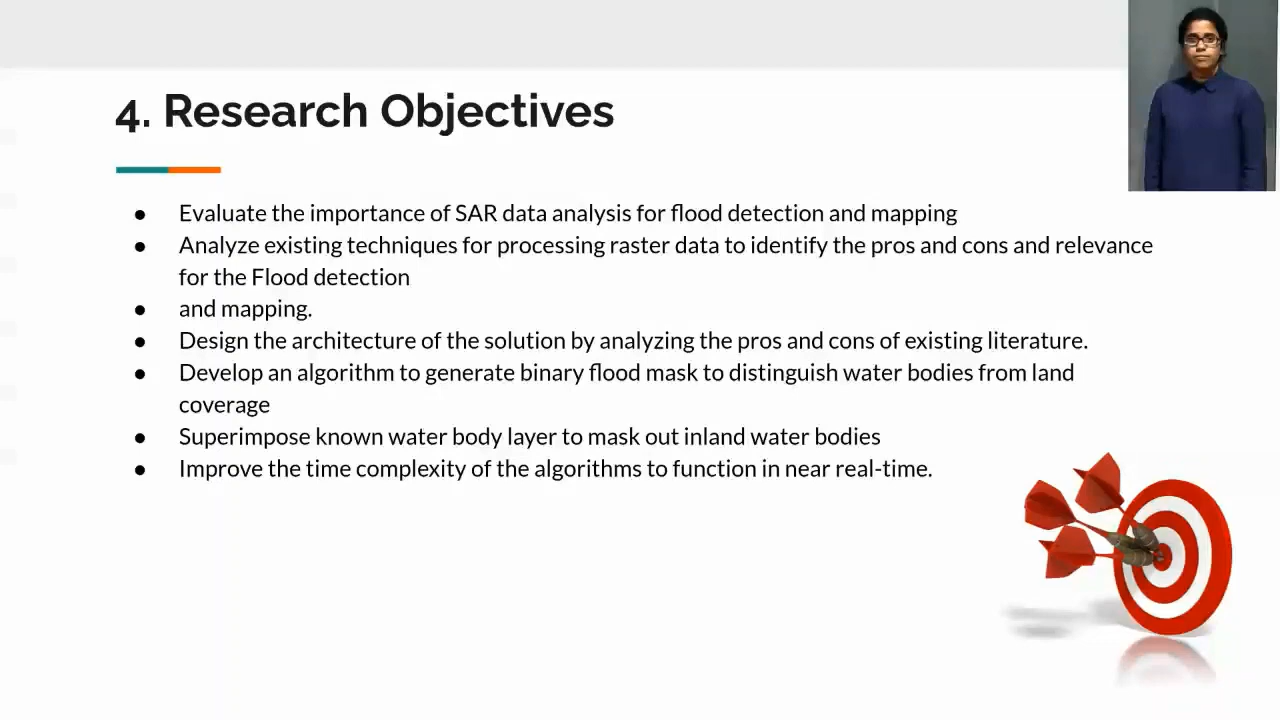 4. Research Objectives
● Evaluate the importance of SAR data analysis for flood detection and mapping
● Analyze existing techniques for processing raster data to identify the pros and cons and relevance
for the Flood detection
● and mapping.
● Design the architecture of the solution by analyzing the pros and cons of existing literature.
● Develop an algorithm to generate binary flood mask to distinguish water bodies from land
coverage
● Superimpose known water body layer to mask out inland water bodies
● Improve the time complexity of the algorithms to function in near real-time.